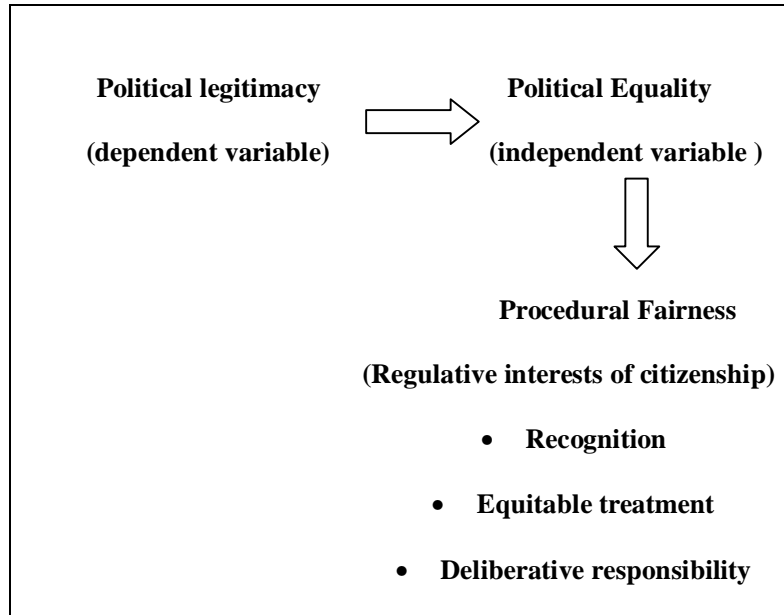 Political legitimacy
(dependent variable)
Political Equality
(independent variable )
Procedural Fairness
(Regulative interests of citizenship)
• Recognition
• Equitable treatment
• Deliberative responsibility